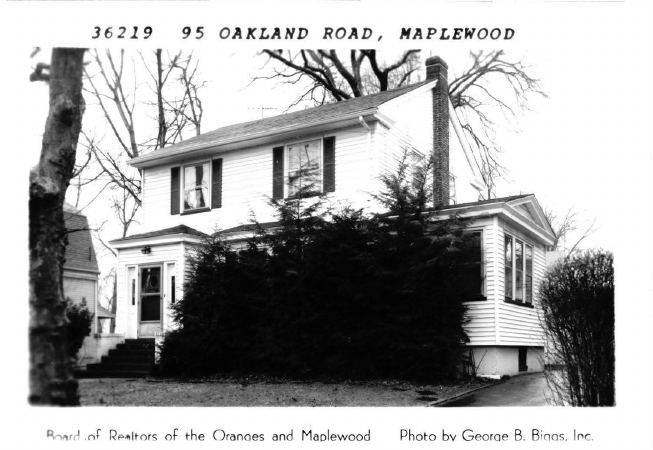 36219 95 OAKLAND ROAD, MAPLEWOOD
Board of Realtors of the Oranges and Maplewood Photo by George B. Biggs, Inc.